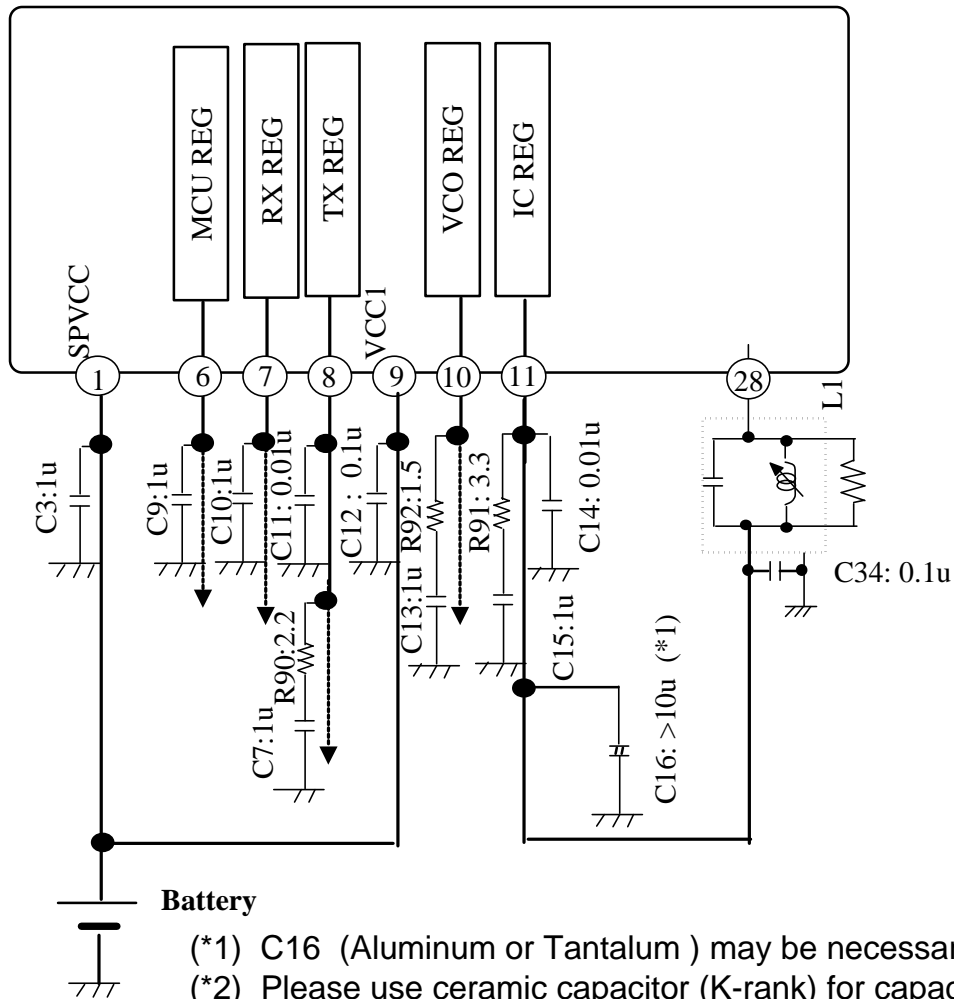 MCU REG
RX REG
TX REG
VCO REG
IC REG
SPVCC
VCC1
1
6
7
8
9
10
11
28
L1
C3:1u
C9:1u
C10:1u
C11: 0.01u
C12 : 0.1u
R92:1.5
C13:1u
R91: 3.3
C15:1u
C14: 0.01u
C34: 0.1u
R90:2.2
C7:1u
C16: >10u (*1)
Battery
(*1) C16 (Aluminum or Tantalum ) may be necessar
(*2) Please use ceramic capacitor (K-rank) for capac